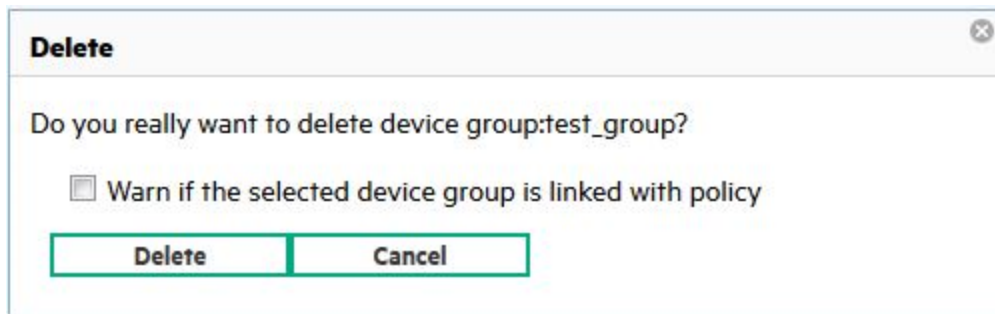 Delete
Do you really want to delete device group:test_group?
Warn if the selected device group is linked with policy
Delete Cancel